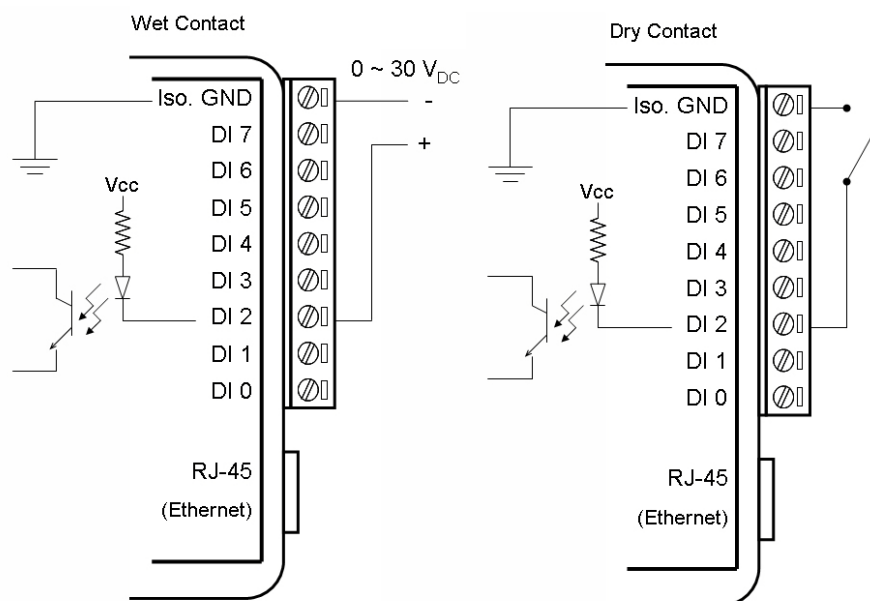 Wet Contact
0 ~ 30 VDC
Iso. GND
-
DI 7
+
DI 6
Vcc
DI 5
DI 4
DI 3
DI 2
DI 1
DI 0
RJ-45
(Ethernet)
Dry Contact
Iso. GND
DI 7
DI 6
Vcc
DI 5
DI 4
DI 3
DI 2
DI 1
DI 0
RJ-45
(Ethernet)